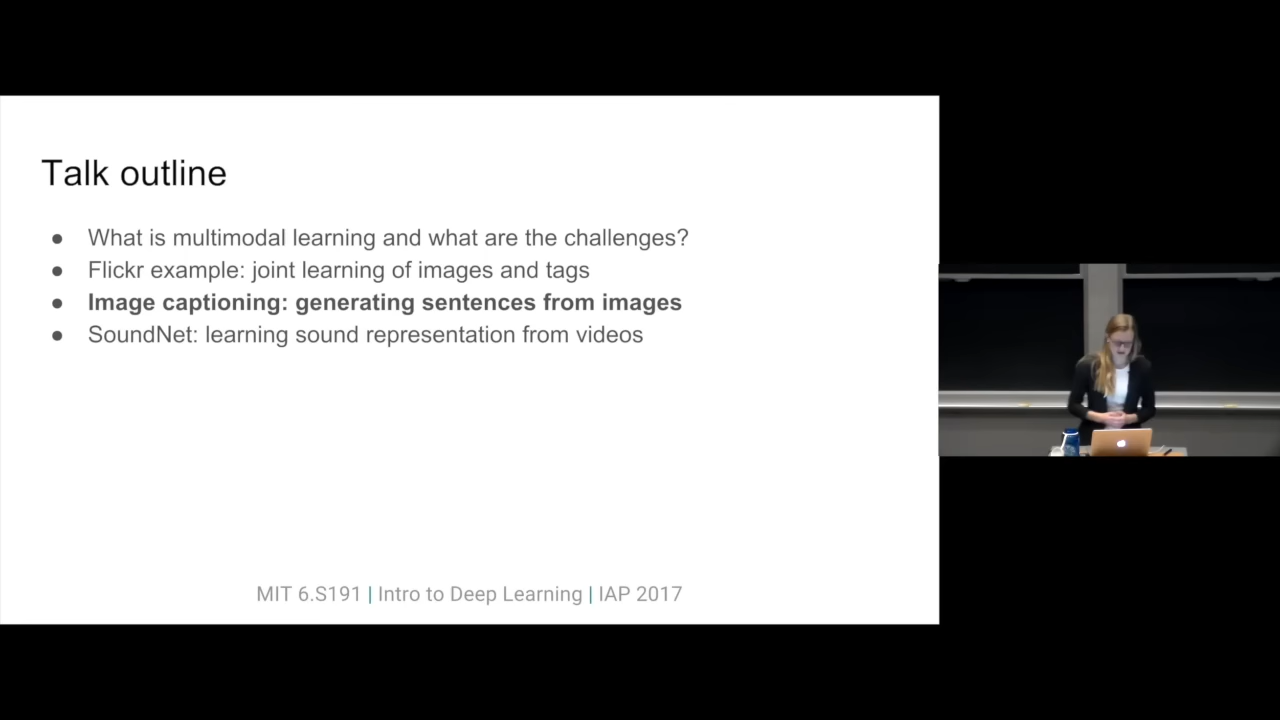 Talk outline
● What is multimodal learning and what are the challenges?
● Flickr example: joint learning of images and tags
● Image captioning: generating sentences from images
● SoundNet: learning sound representation from videos
MIT 6.S191 | Intro to Deep Learning | IAP 2017